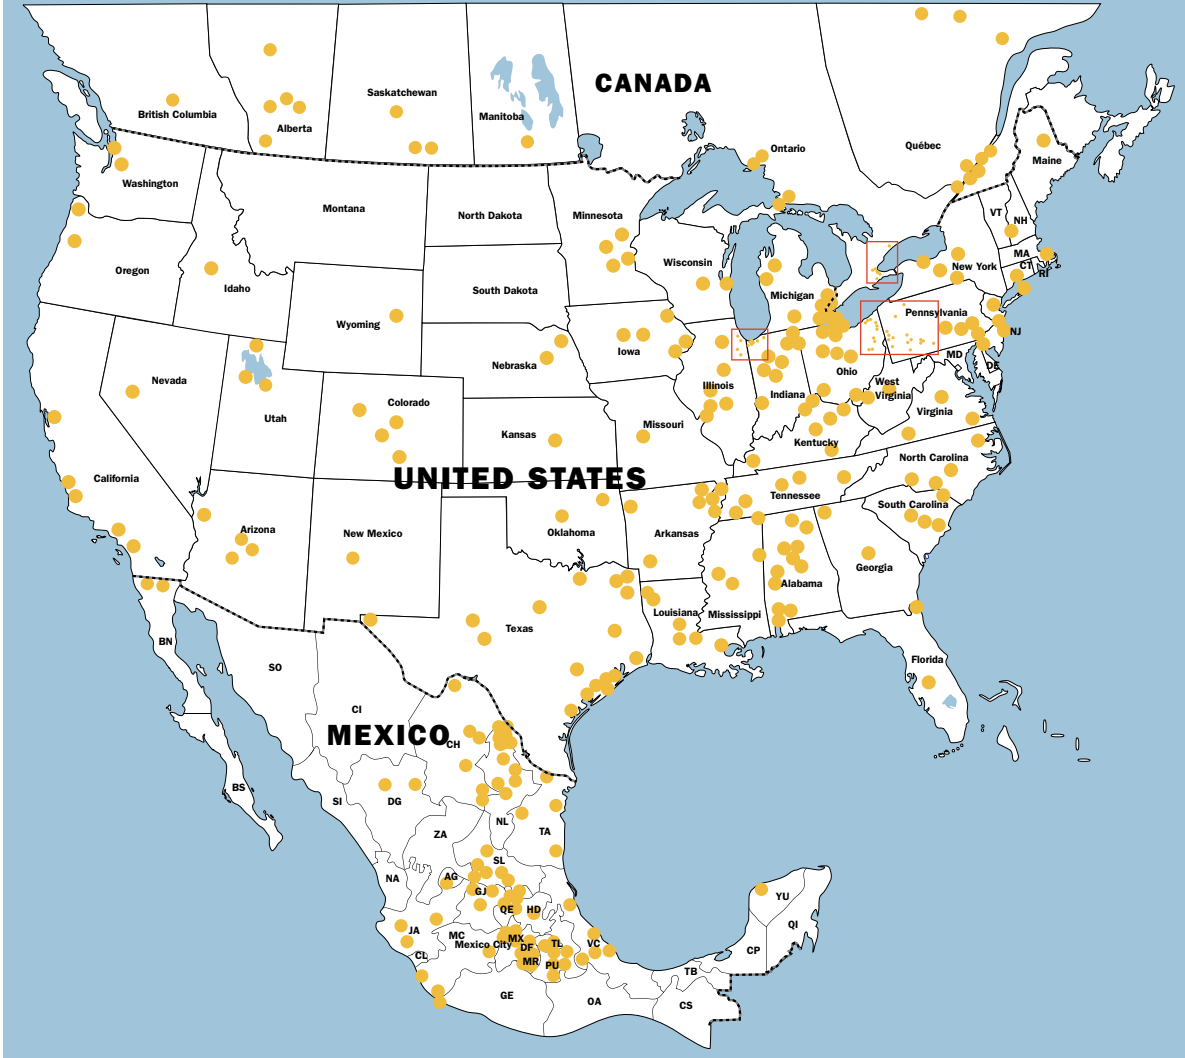 CANADA
Saskatchewan
British Columbia
Manitoba
Alberta
Ontario
Québec
Maine
Washington
Montana
North Dakota
Minnesota
VT
NH
MA
Oregon
Idaho
Wisconsin
New York
CT
RI
South Dakota
Michigan
Wyoming
Pennsylvania
NJ
Iowa
Nebraska
MD
DE
Nevada
Ohio
Illinois
Indiana
West
Virginia
Colorado
Utah
Virginia
Missouri
Kansas
Kentucky
UNITED STATES
California
North Carolina
Tennessee
South Carolina
Arizona
New Mexico
Oklahoma
Arkansas
Georgia
Alabama
Louisiana
Mississippi
Texas
BN
SO
Florida
CI
MEXICO
CH
BS
SI
DG
NL
ZA
TA
SL
NA
AG
GJ
YU
QE
HD
JA
MC
MX
QI
Mexico City
DF
TL
VC
CL
MR
PU
CP
TB
GE
OA
CS